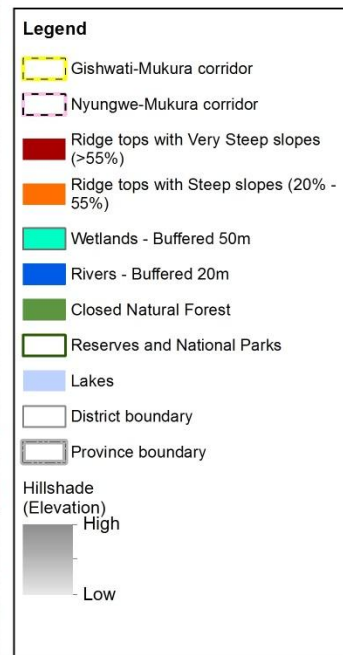 Legend
Gishwati-Mukura corridor
Nyungwe-Mukura corridor
Ridge tops with Very Steep slopes
(>55%)
Ridge tops with Steep slopes (20% -
55%)
Wetlands - Buffered 50m
Rivers - Buffered 20m
Closed Natural Forest
Reserves and National Parks
Lakes
District boundary
Province boundary
Hillshade
(Elevation)
High
Low